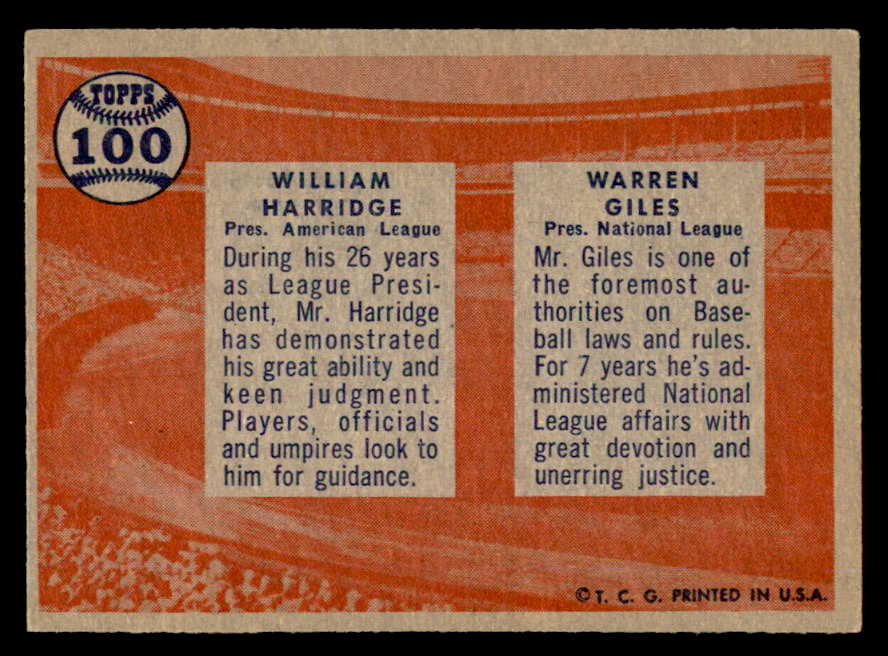 TOPPS
100
WILLIAM
HARRIDGE
Pres. American League
During his 26 years
as League Presi-
dent, Mr. Harridge
has demonstrated
his great ability and
keen judgment.
Players, officials
and umpires look to
him for guidance.
WARREN
GILES
Pres. National League
Mr. Giles is one of
the foremost au-
thorities on Base-
ball laws and rules.
For 7 years he's ad-
ministered National
League affairs with
great devotion and
unerring justice.
© T. C. G. PRINTED IN U.S.A.